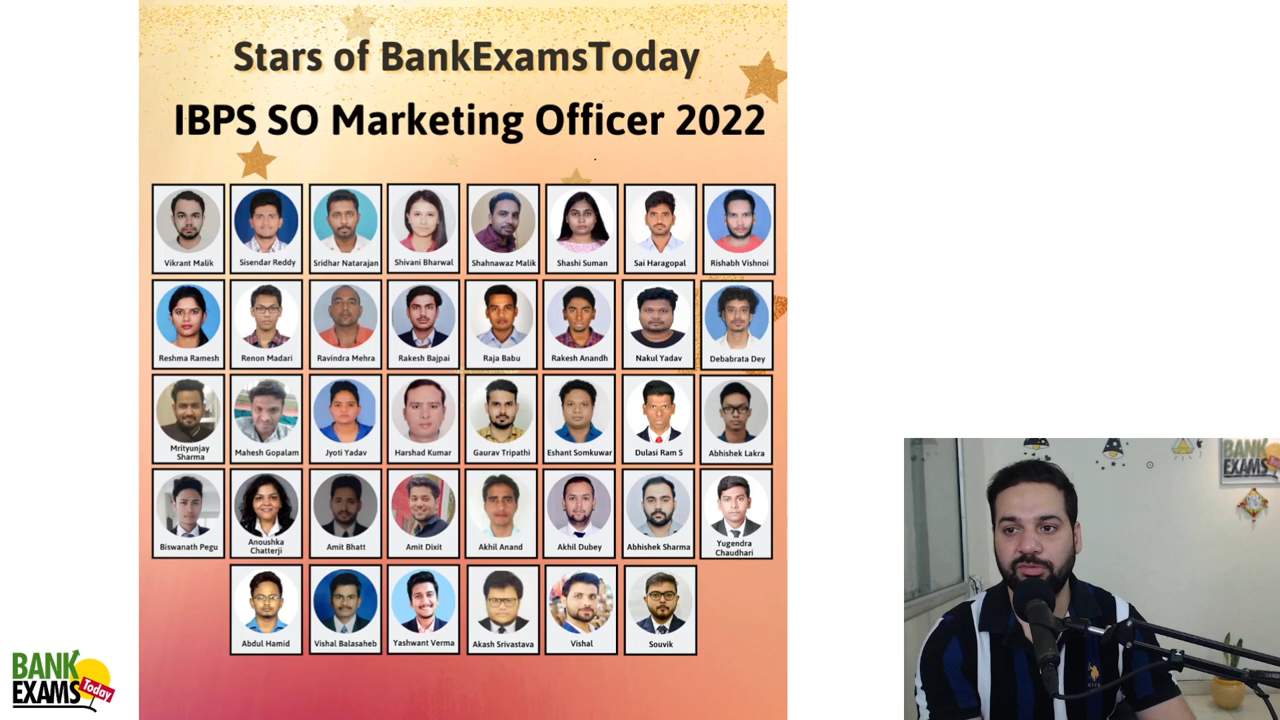 Stars of BankExamsToday
IBPS SO Marketing Officer 2022
Vikrant Malik
Sisendar Reddy
Sridhar Natarajan
Shivani Bharwal
Shahnawaz Malik
Shashi Suman
Sai Haragopal
Rishabh Vishnoi
Reshma Ramesh
Renon Madari
Ravindra Mehra
Rakesh Bajpai
Raja Babu
Rakesh Anandh
Nakul Yadav
Debabrata Dey
Mrityunjay
Sharma
Mahesh Gopalam
Jyoti Yadav
Harshad Kumar
Gaurav Tripathi
Eshant Somkuwar
Dulasi Ram S
Abhishek Lakra
Biswanath Pegu
Anoushka
Chatterji
Amit Bhatt
Amit Dixit
Akhil Anand
Akhil Dubey
Abhishek Sharma
Yugendra
Chaudhari
Abdul Hamid
Vishal Balasaheb
Yashwant Verma
Akash Srivastava
Vishal
Souvik
BANK
EXAMS
Today
BANK
EXAMS